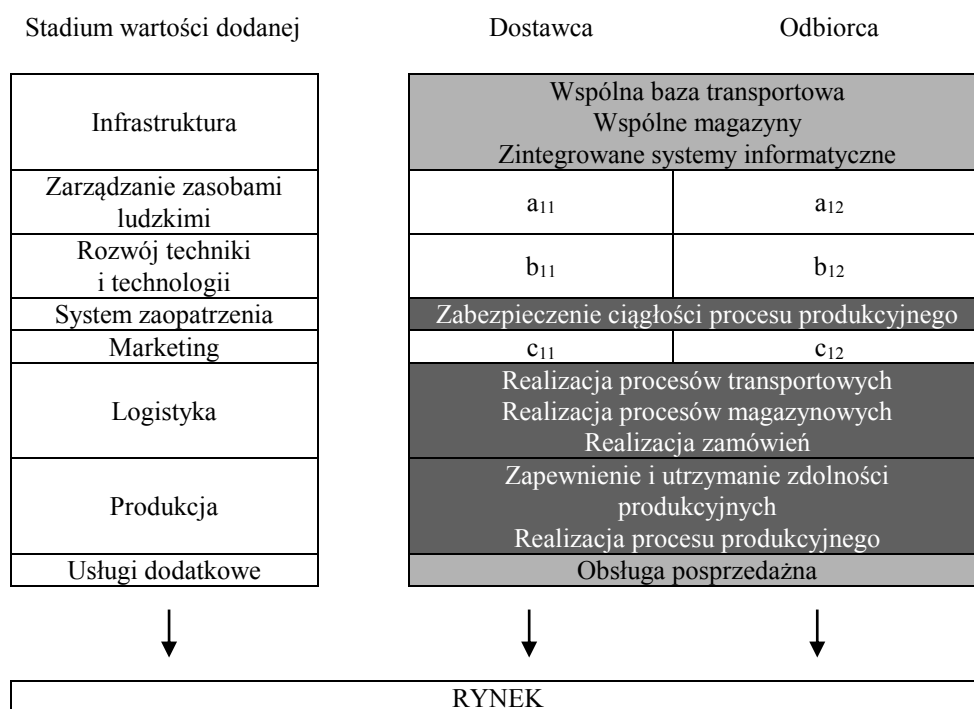 Stadium wartości dodanej Dostawca Odbiorca
Infrastruktura
Wspólna baza transportowa
Wspólne magazyny
Zintegrowane systemy informatyczne
Zarządzanie zasobami
ludzkimi
a11 a12
Rozwój techniki
i technologii
b11 b12
System zaopatrzenia
Zabezpieczenie ciągłości procesu produkcyjnego
Marketing
c11 c12
Logistyka
Realizacja procesów transportowych
Realizacja procesów magazynowych
Realizacja zamówień
Produkcja
Zapewnienie i utrzymanie zdolności
produkcyjnych
Realizacja procesu produkcyjnego
Usługi dodatkowe
Obsługa posprzedażna
RYNEK